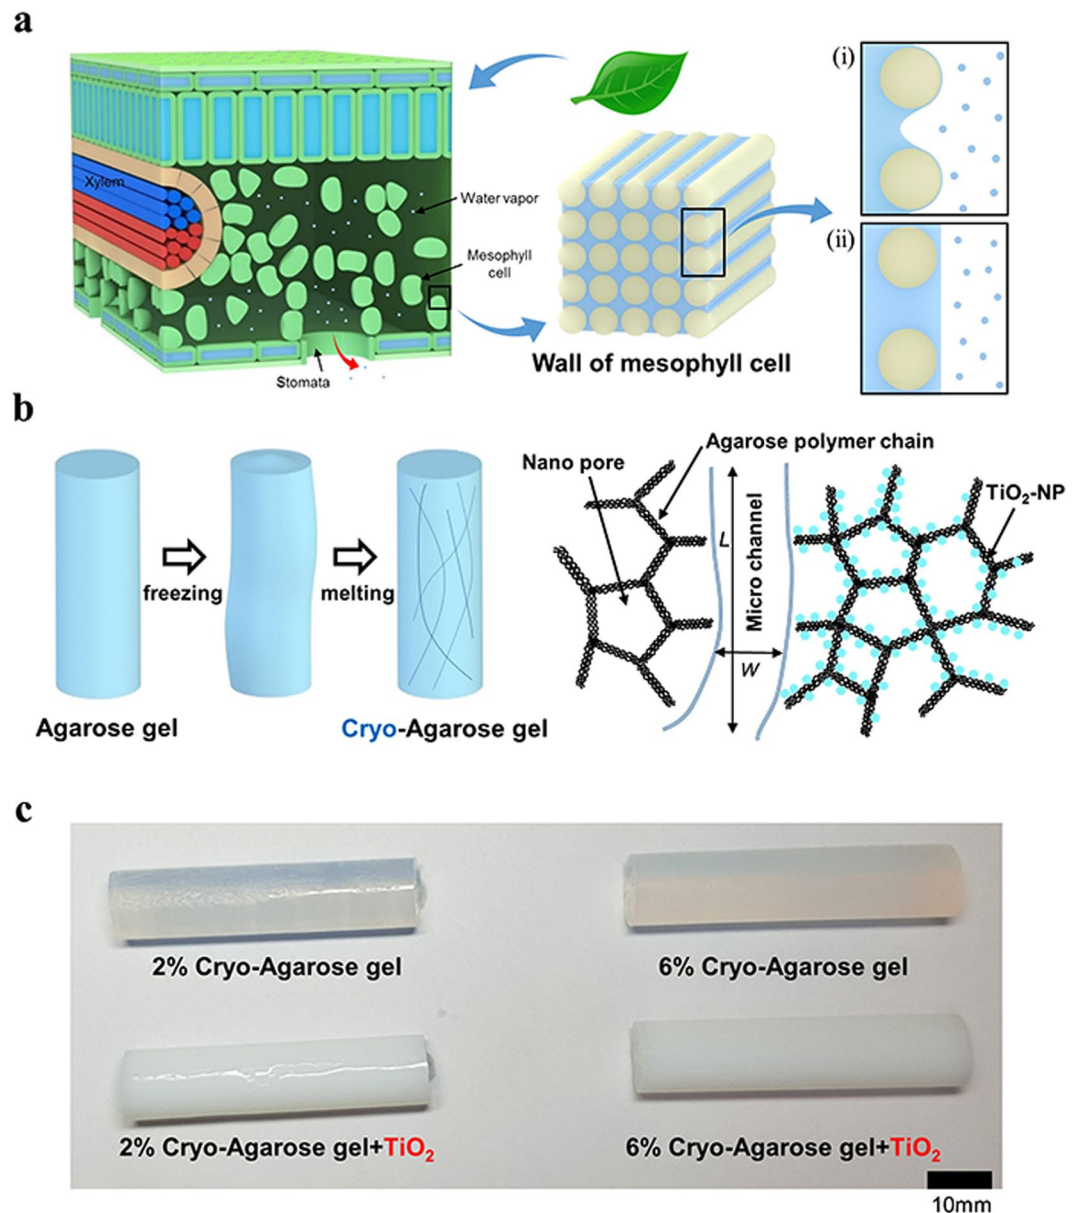 a
Xylem
Water vapor
Mesophyll
cell
Stomata
Wall of mesophyll cell
(i)
(ii)
b
Agarose gel
freezing
melting
Cryo-Agarose gel
Nano pore
Agarose polymer chain
L
Micro channel
W
TiO₂-NP
c
2% Cryo-Agarose gel
6% Cryo-Agarose gel
2% Cryo-Agarose gel+TiO₂
6% Cryo-Agarose gel+TiO₂
10mm